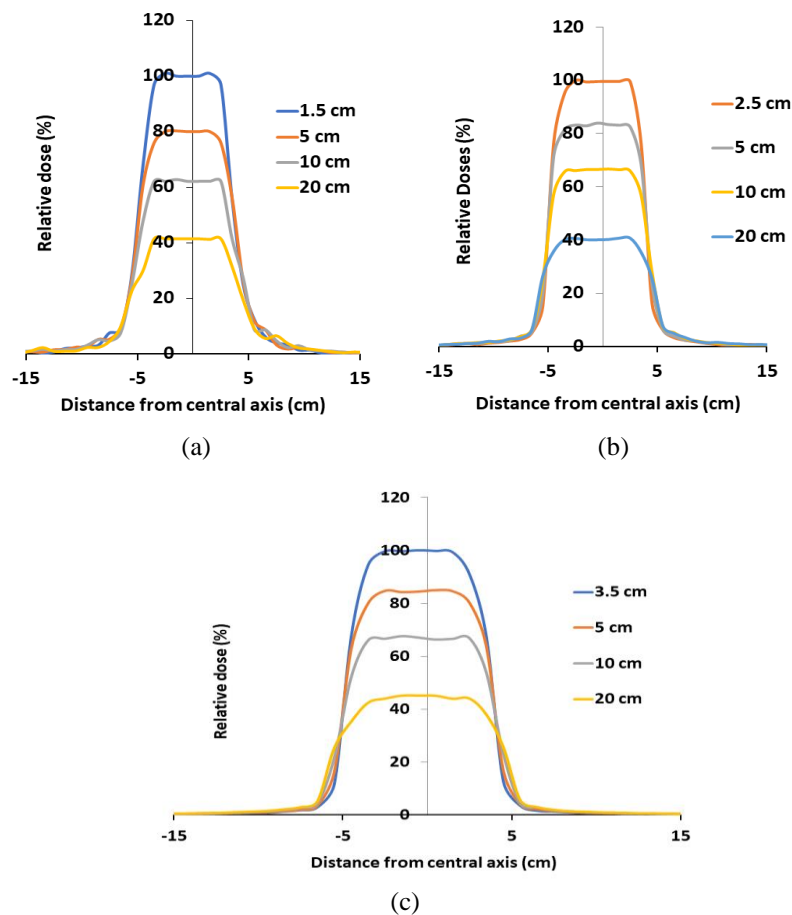 120
100
80
60
40
20
0
Relative dose (%)
1.5 cm
5 cm
10 cm
20 cm
-15
-5
5
15
Distance from central axis (cm)
(a)
120
100
80
60
40
20
0
Relative Doses (%)
2.5 cm
5 cm
10 cm
20 cm
-15
-5
5
15
Distance from central axis (cm)
(b)
120
100
80
60
40
20
0
Relative dose (%)
3.5 cm
5 cm
10 cm
20 cm
-15
-5
5
15
Distance from central axis (cm)
(c)